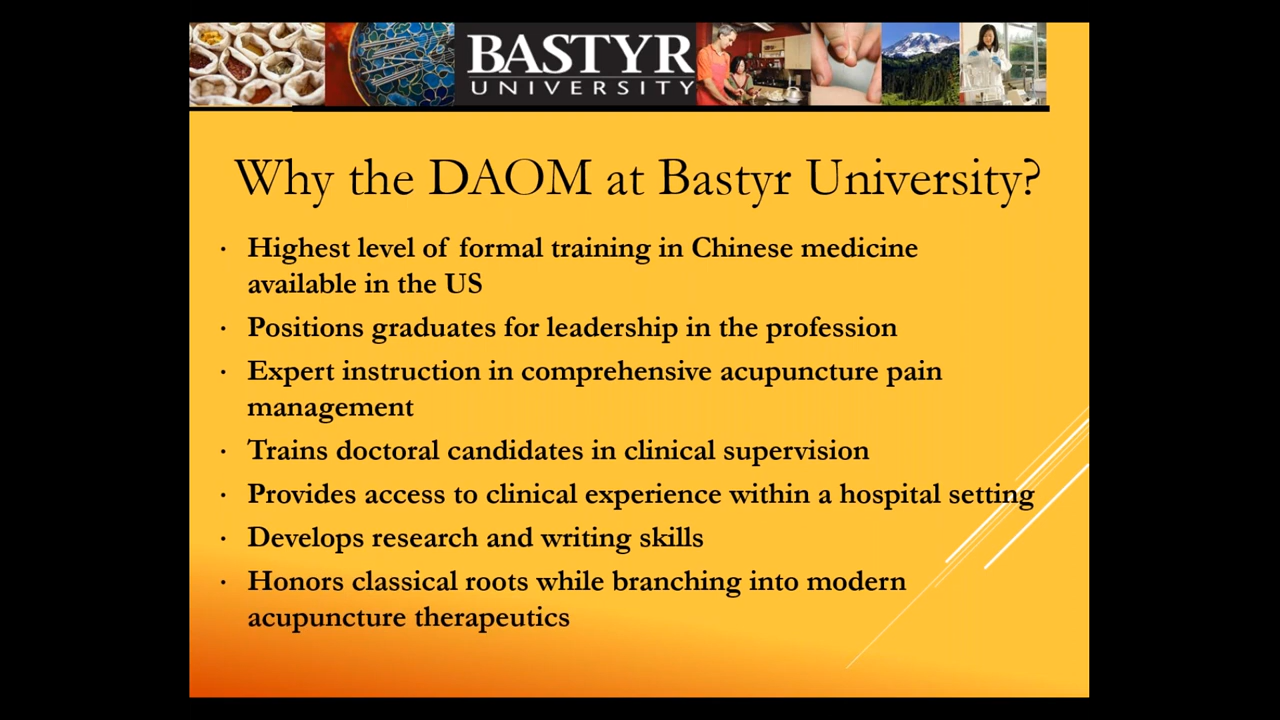 BASTYR
UNIVERSITY
Why the DAOM at Bastyr University?
· Highest level of formal training in Chinese medicine
available in the US
· Positions graduates for leadership in the profession
· Expert instruction in comprehensive acupuncture pain
management
· Trains doctoral candidates in clinical supervision
· Provides access to clinical experience within a hospital setting
· Develops research and writing skills
· Honors classical roots while branching into modern
acupuncture therapeutics